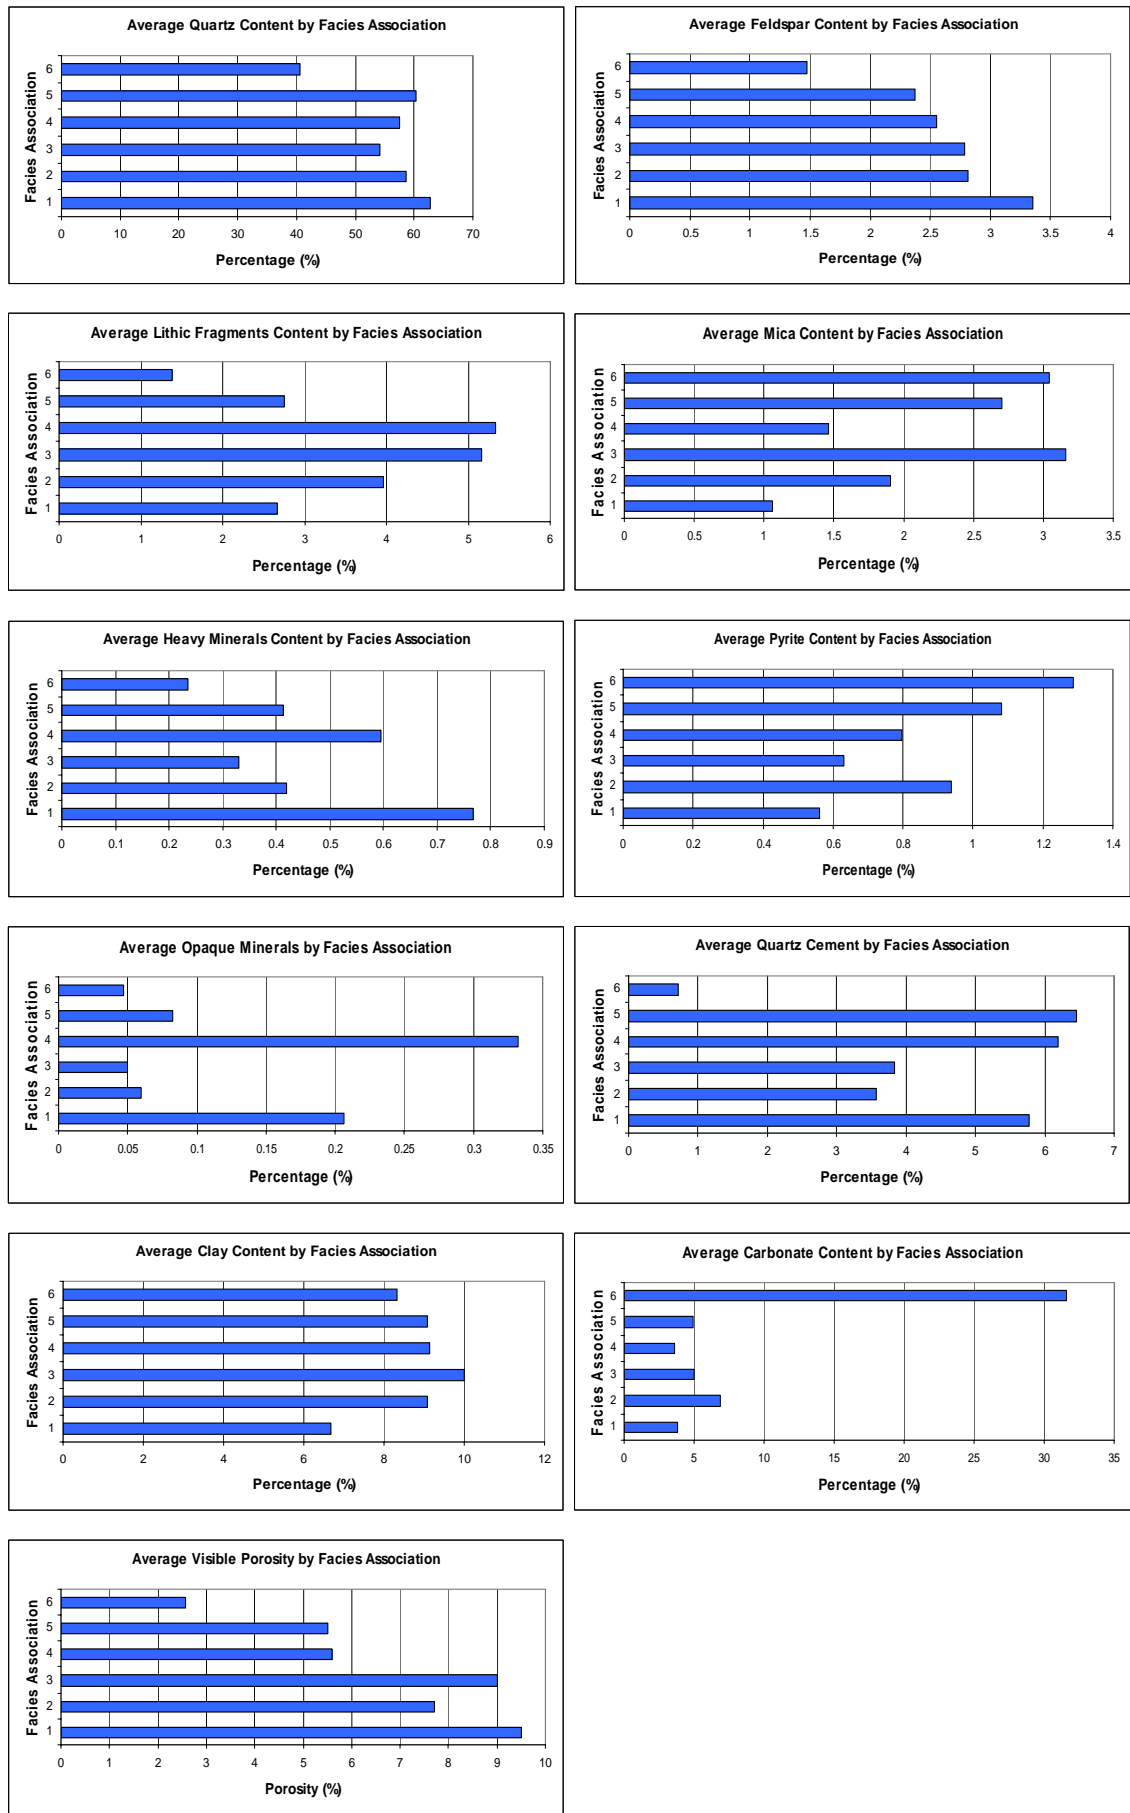 Average Quartz Content by Facies Association
Facies Association
6
5
4
3
2
1
0 10 20 30 40 50 60 70
Percentage (%)
Average Feldspar Content by Facies Association
Facies Association
6
5
4
3
2
1
0 0.5 1 1.5 2 2.5 3 3.5 4
Percentage (%)
Average Lithic Fragments Content by Facies Association
Facies Association
6
5
4
3
2
1
0 1 2 3 4 5 6
Percentage (%)
Average Mica Content by Facies Association
Facies Association
6
5
4
3
2
1
0 0.5 1 1.5 2 2.5 3 3.5
Percentage (%)
Average Heavy Minerals Content by Facies Association
Facies Association
6
5
4
3
2
1
0 0.1 0.2 0.3 0.4 0.5 0.6 0.7 0.8 0.9
Percentage (%)
Average Pyrite Content by Facies Association
Facies Association
6
5
4
3
2
1
0 0.2 0.4 0.6 0.8 1 1.2 1.4
Percentage (%)
Average Opaque Minerals by Facies Association
Facies Association
6
5
4
3
2
1
0 0.05 0.1 0.15 0.2 0.25 0.3 0.35
Percentage (%)
Average Quartz Cement by Facies Association
Facies Association
6
5
4
3
2
1
0 1 2 3 4 5 6 7
Percentage (%)
Average Clay Content by Facies Association
Facies Association
6
5
4
3
2
1
0 2 4 6 8 10 12
Percentage (%)
Average Carbonate Content by Facies Association
Facies Association
6
5
4
3
2
1
0 5 10 15 20 25 30 35
Percentage (%)
Average Visible Porosity by Facies Association
Facies Association
6
5
4
3
2
1
0 1 2 3 4 5 6 7 8 9 10
Porosity (%)